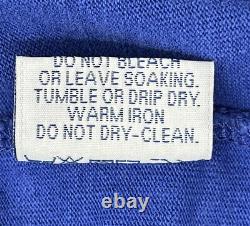 DO NOT BLEACH
OR LEAVE SOAKING.
TUMBLE OR DRIP DRY.
WARM IRON
DO NOT DRY-CLEAN.